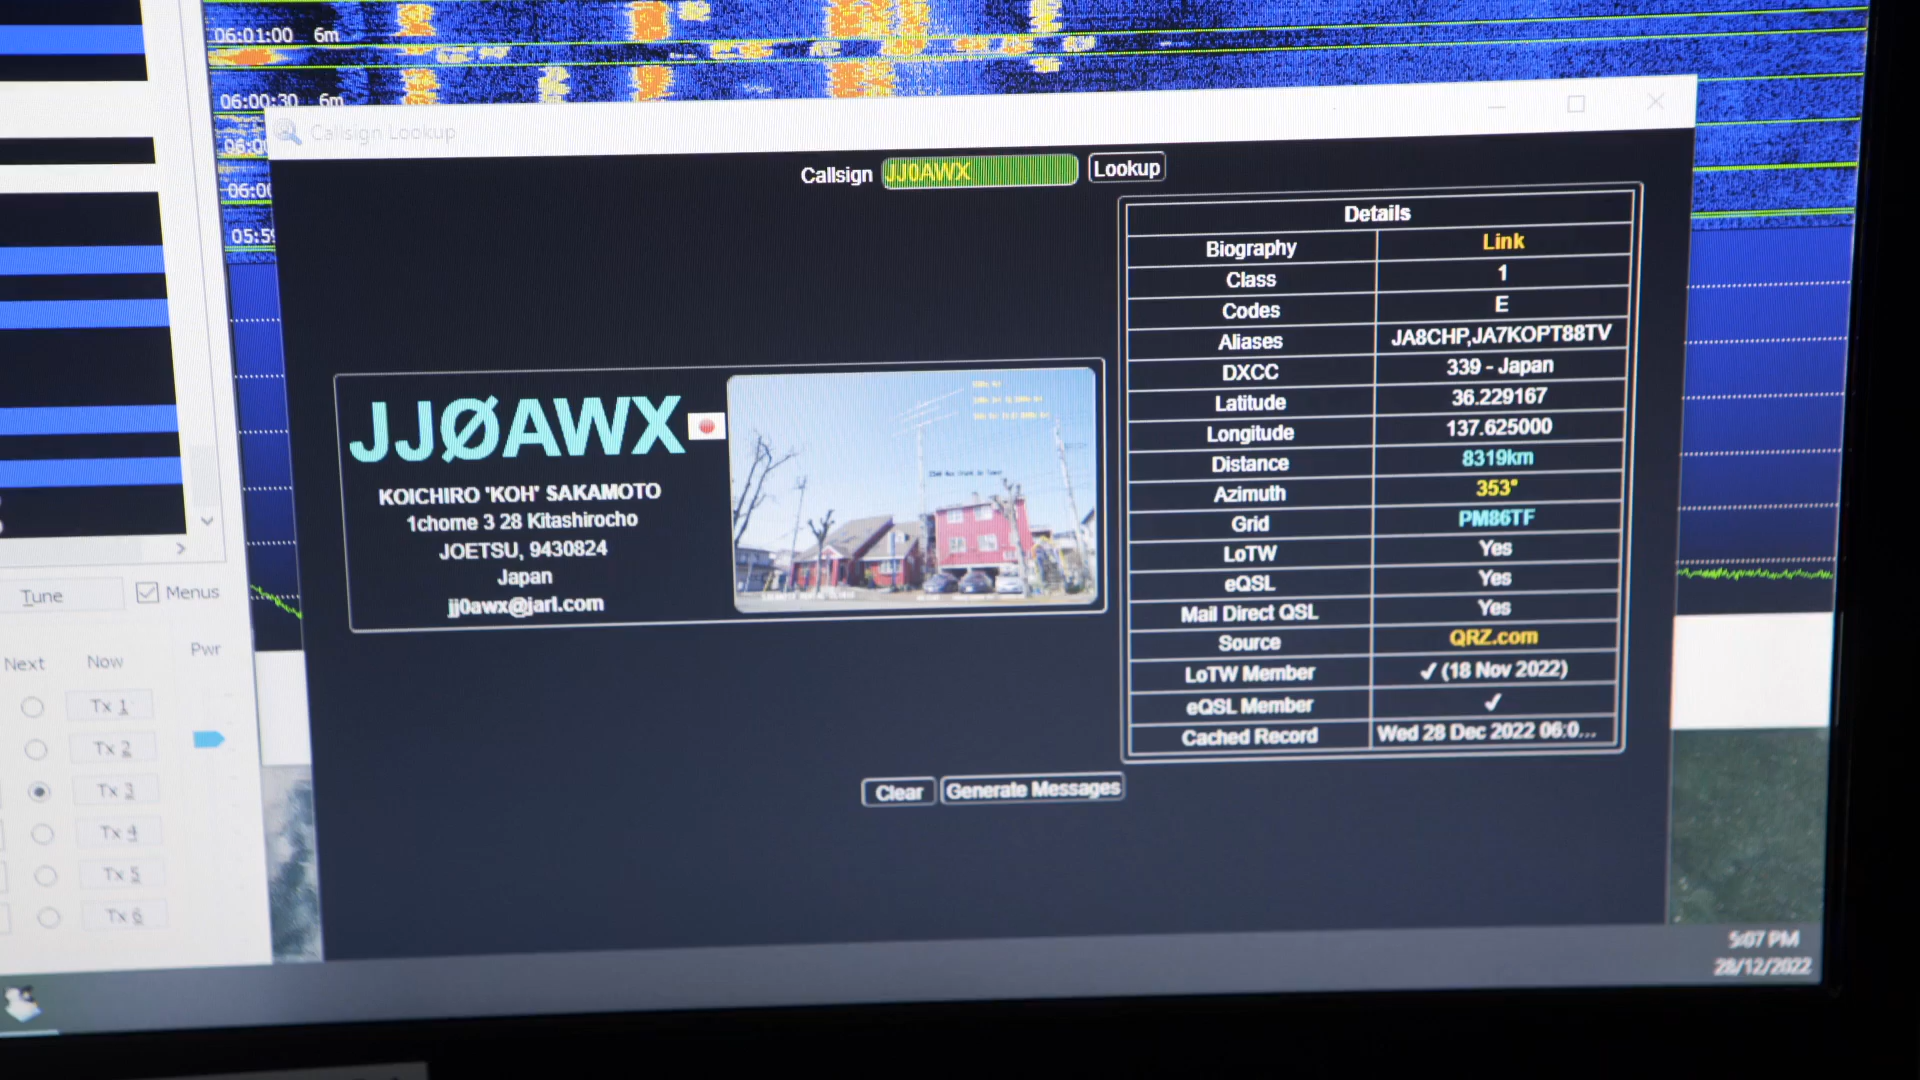 06:01:00 6m
06:00:30 6m
Callsign Lookup
Callsign JJ0AWX Lookup
Details
Biography Link
Class 1
Codes E
Aliases JA8CHP,JA7KOPT88TV
DXCC 339 - Japan
Latitude 36.229167
Longitude 137.625000
Distance 8319km
Azimuth 353°
Grid PM86TF
LoTW Yes
eQSL Yes
Mail Direct QSL Yes
Source QRZ.com
LoTW Member ✓ (18 Nov 2022)
eQSL Member ✓
Cached Record Wed 28 Dec 2022 06:0...
JJØAWX
KOICHIRO 'KOH' SAKAMOTO
1chome 3 28 Kitashirocho
JOETSU, 9430824
Japan
jj0awx@jarl.com
Clear Generate Messages
Tune Menus
Next Now Pwr
Tx 1
Tx 2
Tx 3
Tx 4
Tx 5
Tx 6
5:07 PM
28/12/2022